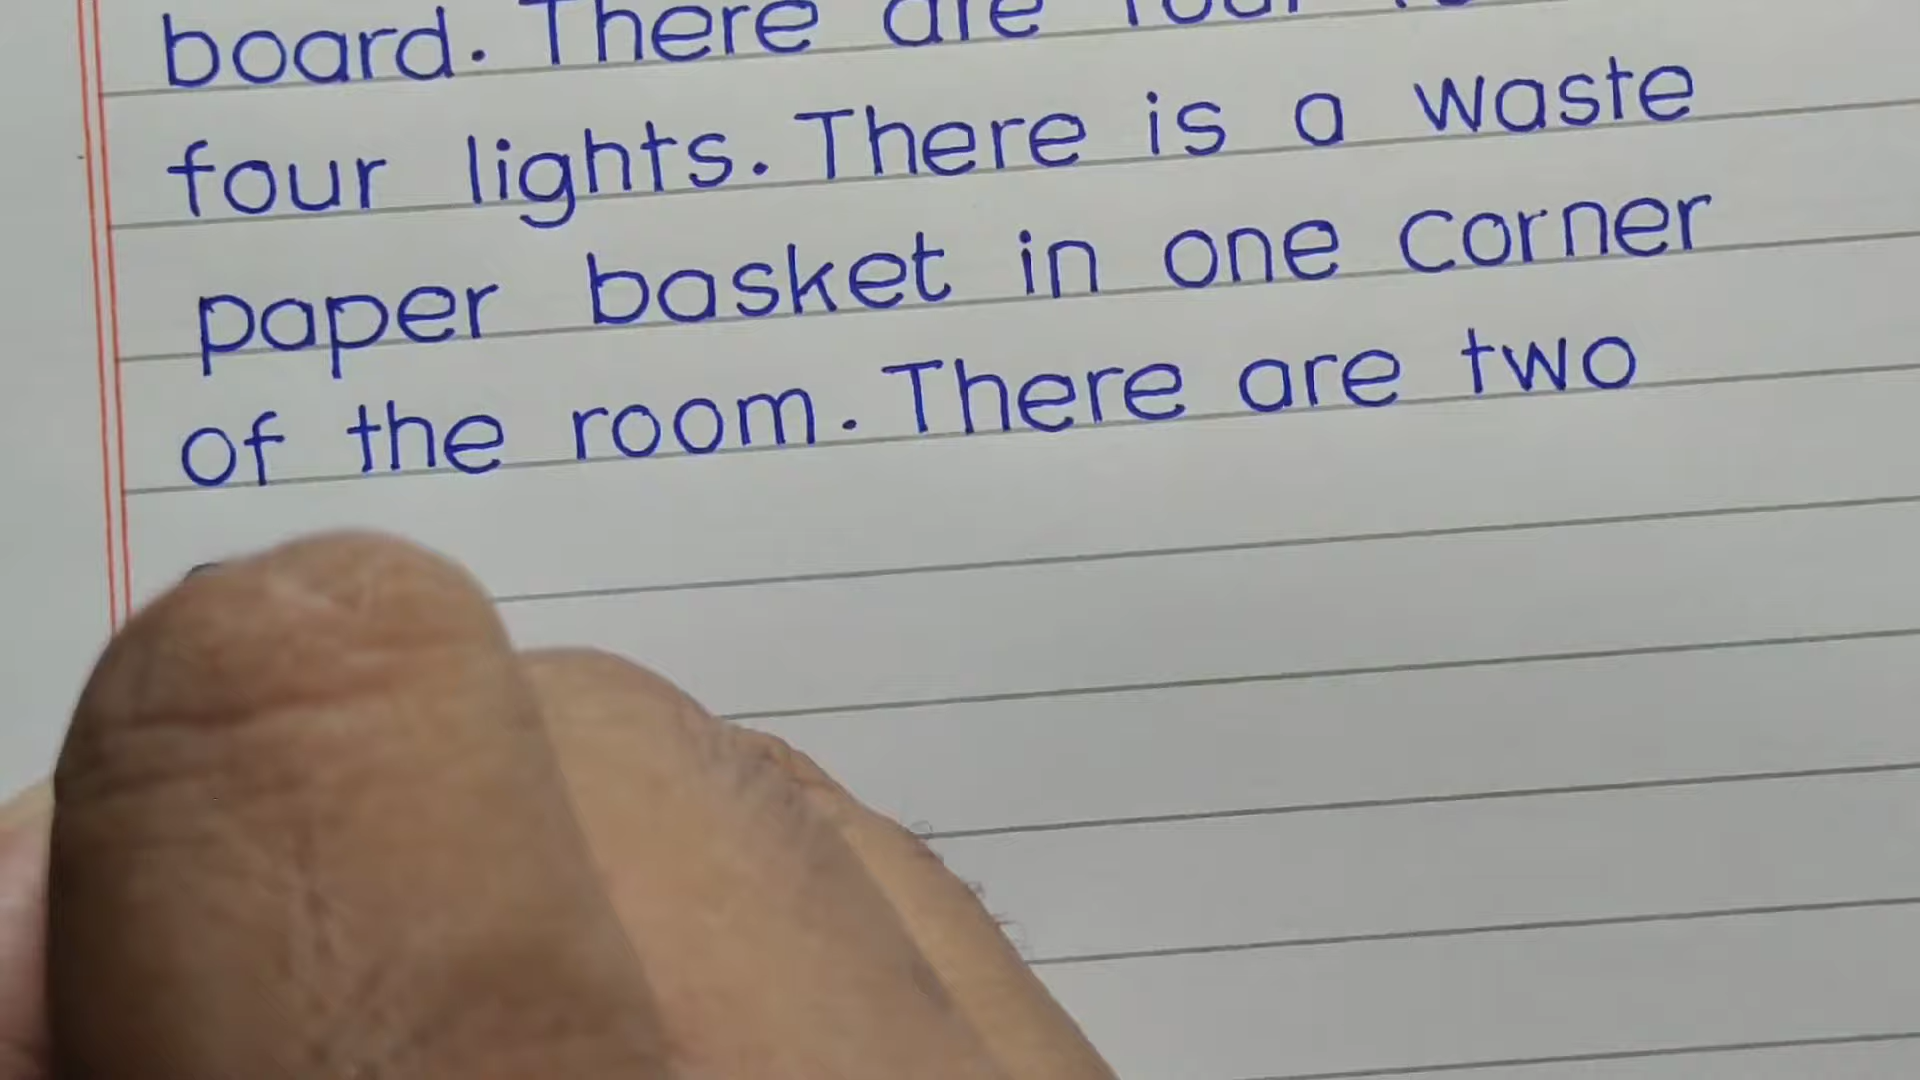 board. There are four
four lights. There is a waste
paper basket in one corner
of the room. There are two